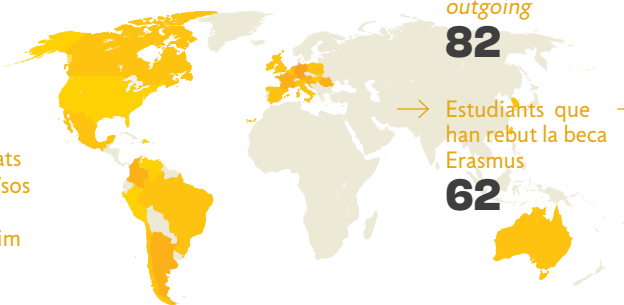 outgoing
82
Estudiants que
han rebut la beca
Erasmus
62
ats
ïsos
im